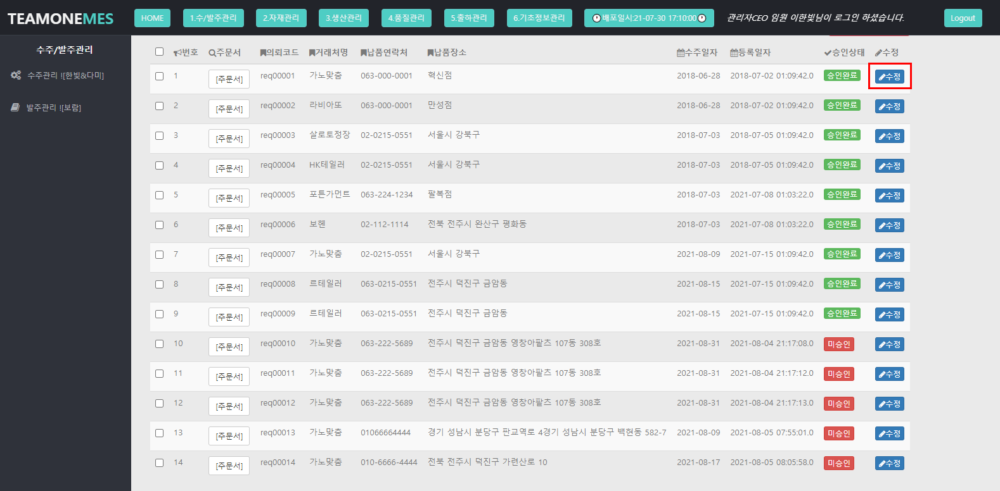 TEAMONEMES HOME 1.수/발주관리 2.자재관리 3.생산관리 4.품질관리 5.출하관리 6.기초정보관리 배포일시:21-07-30 17:10:00 관리자CEO 임원 이한빛님이 로그인 하셨습니다. Logout
수주/발주관리
수주관리 ![한빛&다미]
발주관리 ![보람]
번호 주문서 의뢰코드 거래처명 납품연락처 납품장소 수주일자 등록일자 승인상태 수정
1 [주문서] req00001 가노맞춤 063-000-0001 혁신점 2018-06-28 2018-07-02 01:09:42.0 승인완료 수정
2 [주문서] req00002 라비아또 063-000-0001 만성점 2018-06-28 2018-07-02 01:09:42.0 승인완료 수정
3 [주문서] req00003 살로토정장 02-0215-0551 서울시 강북구 2018-07-03 2018-07-05 01:09:42.0 승인완료 수정
4 [주문서] req00004 HK테일러 02-0215-0551 서울시 강북구 2018-07-03 2018-07-05 01:09:42.0 승인완료 수정
5 [주문서] req00005 포튼가먼트 063-224-1234 팔복점 2018-07-03 2021-07-08 01:03:22.0 승인완료 수정
6 [주문서] req00006 보헨 02-112-1114 전북 전주시 완산구 평화동 2018-07-03 2021-07-08 01:03:22.0 승인완료 수정
7 [주문서] req00007 가노맞춤 02-0215-0551 서울시 강북구 2021-08-09 2021-07-15 01:09:42.0 승인완료 수정
8 [주문서] req00008 르테일러 063-0215-0551 전주시 덕진구 금암동 2021-08-15 2021-07-15 01:09:42.0 승인완료 수정
9 [주문서] req00009 르테일러 063-0215-0551 전주시 덕진구 금암동 2021-08-15 2021-07-15 01:09:42.0 승인완료 수정
10 [주문서] req00010 가노맞춤 063-222-5689 전주시 덕진구 금암동 영창아팥츠 107동 308호 2021-08-31 2021-08-04 21:17:08.0 미승인 수정
11 [주문서] req00011 가노맞춤 063-222-5689 전주시 덕진구 금암동 영창아팥츠 107동 308호 2021-08-31 2021-08-04 21:17:12.0 미승인 수정
12 [주문서] req00012 가노맞춤 063-222-5689 전주시 덕진구 금암동 영창아팥츠 107동 308호 2021-08-31 2021-08-04 21:17:13.0 미승인 수정
13 [주문서] req00013 가노맞춤 01066664444 경기 성남시 분당구 판교역로 4경기 성남시 분당구 백현동 582-7 2021-08-09 2021-08-05 07:55:01.0 미승인 수정
14 [주문서] req00014 가노맞춤 010-6666-4444 전북 전주시 덕진구 가련산로 10 2021-08-17 2021-08-05 08:05:58.0 미승인 수정